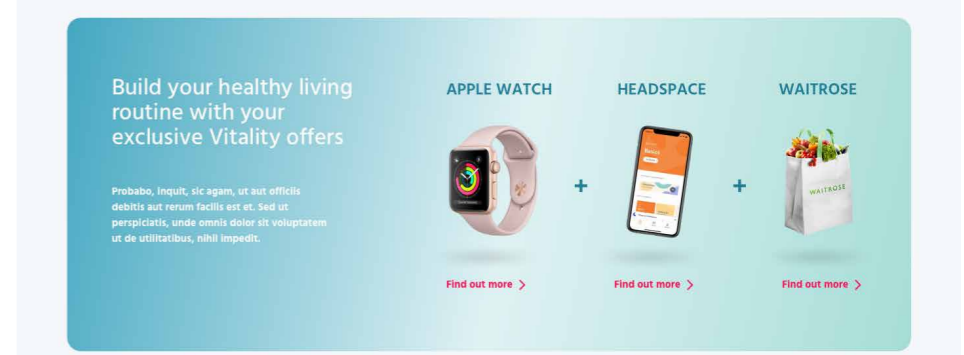 Build your healthy living
routine with your
exclusive Vitality offers
Probabo, inquit, sic agam, ut aut officiis
debitis aut rerum facilis est et. Sed ut
perspiciatis, unde omnis dolor sit voluptatem
ut de utilitatibus, nihil impedit.
APPLE WATCH
+
HEADSPACE
+
WAITROSE
WAITROSE
Find out more >
Find out more >
Find out more >